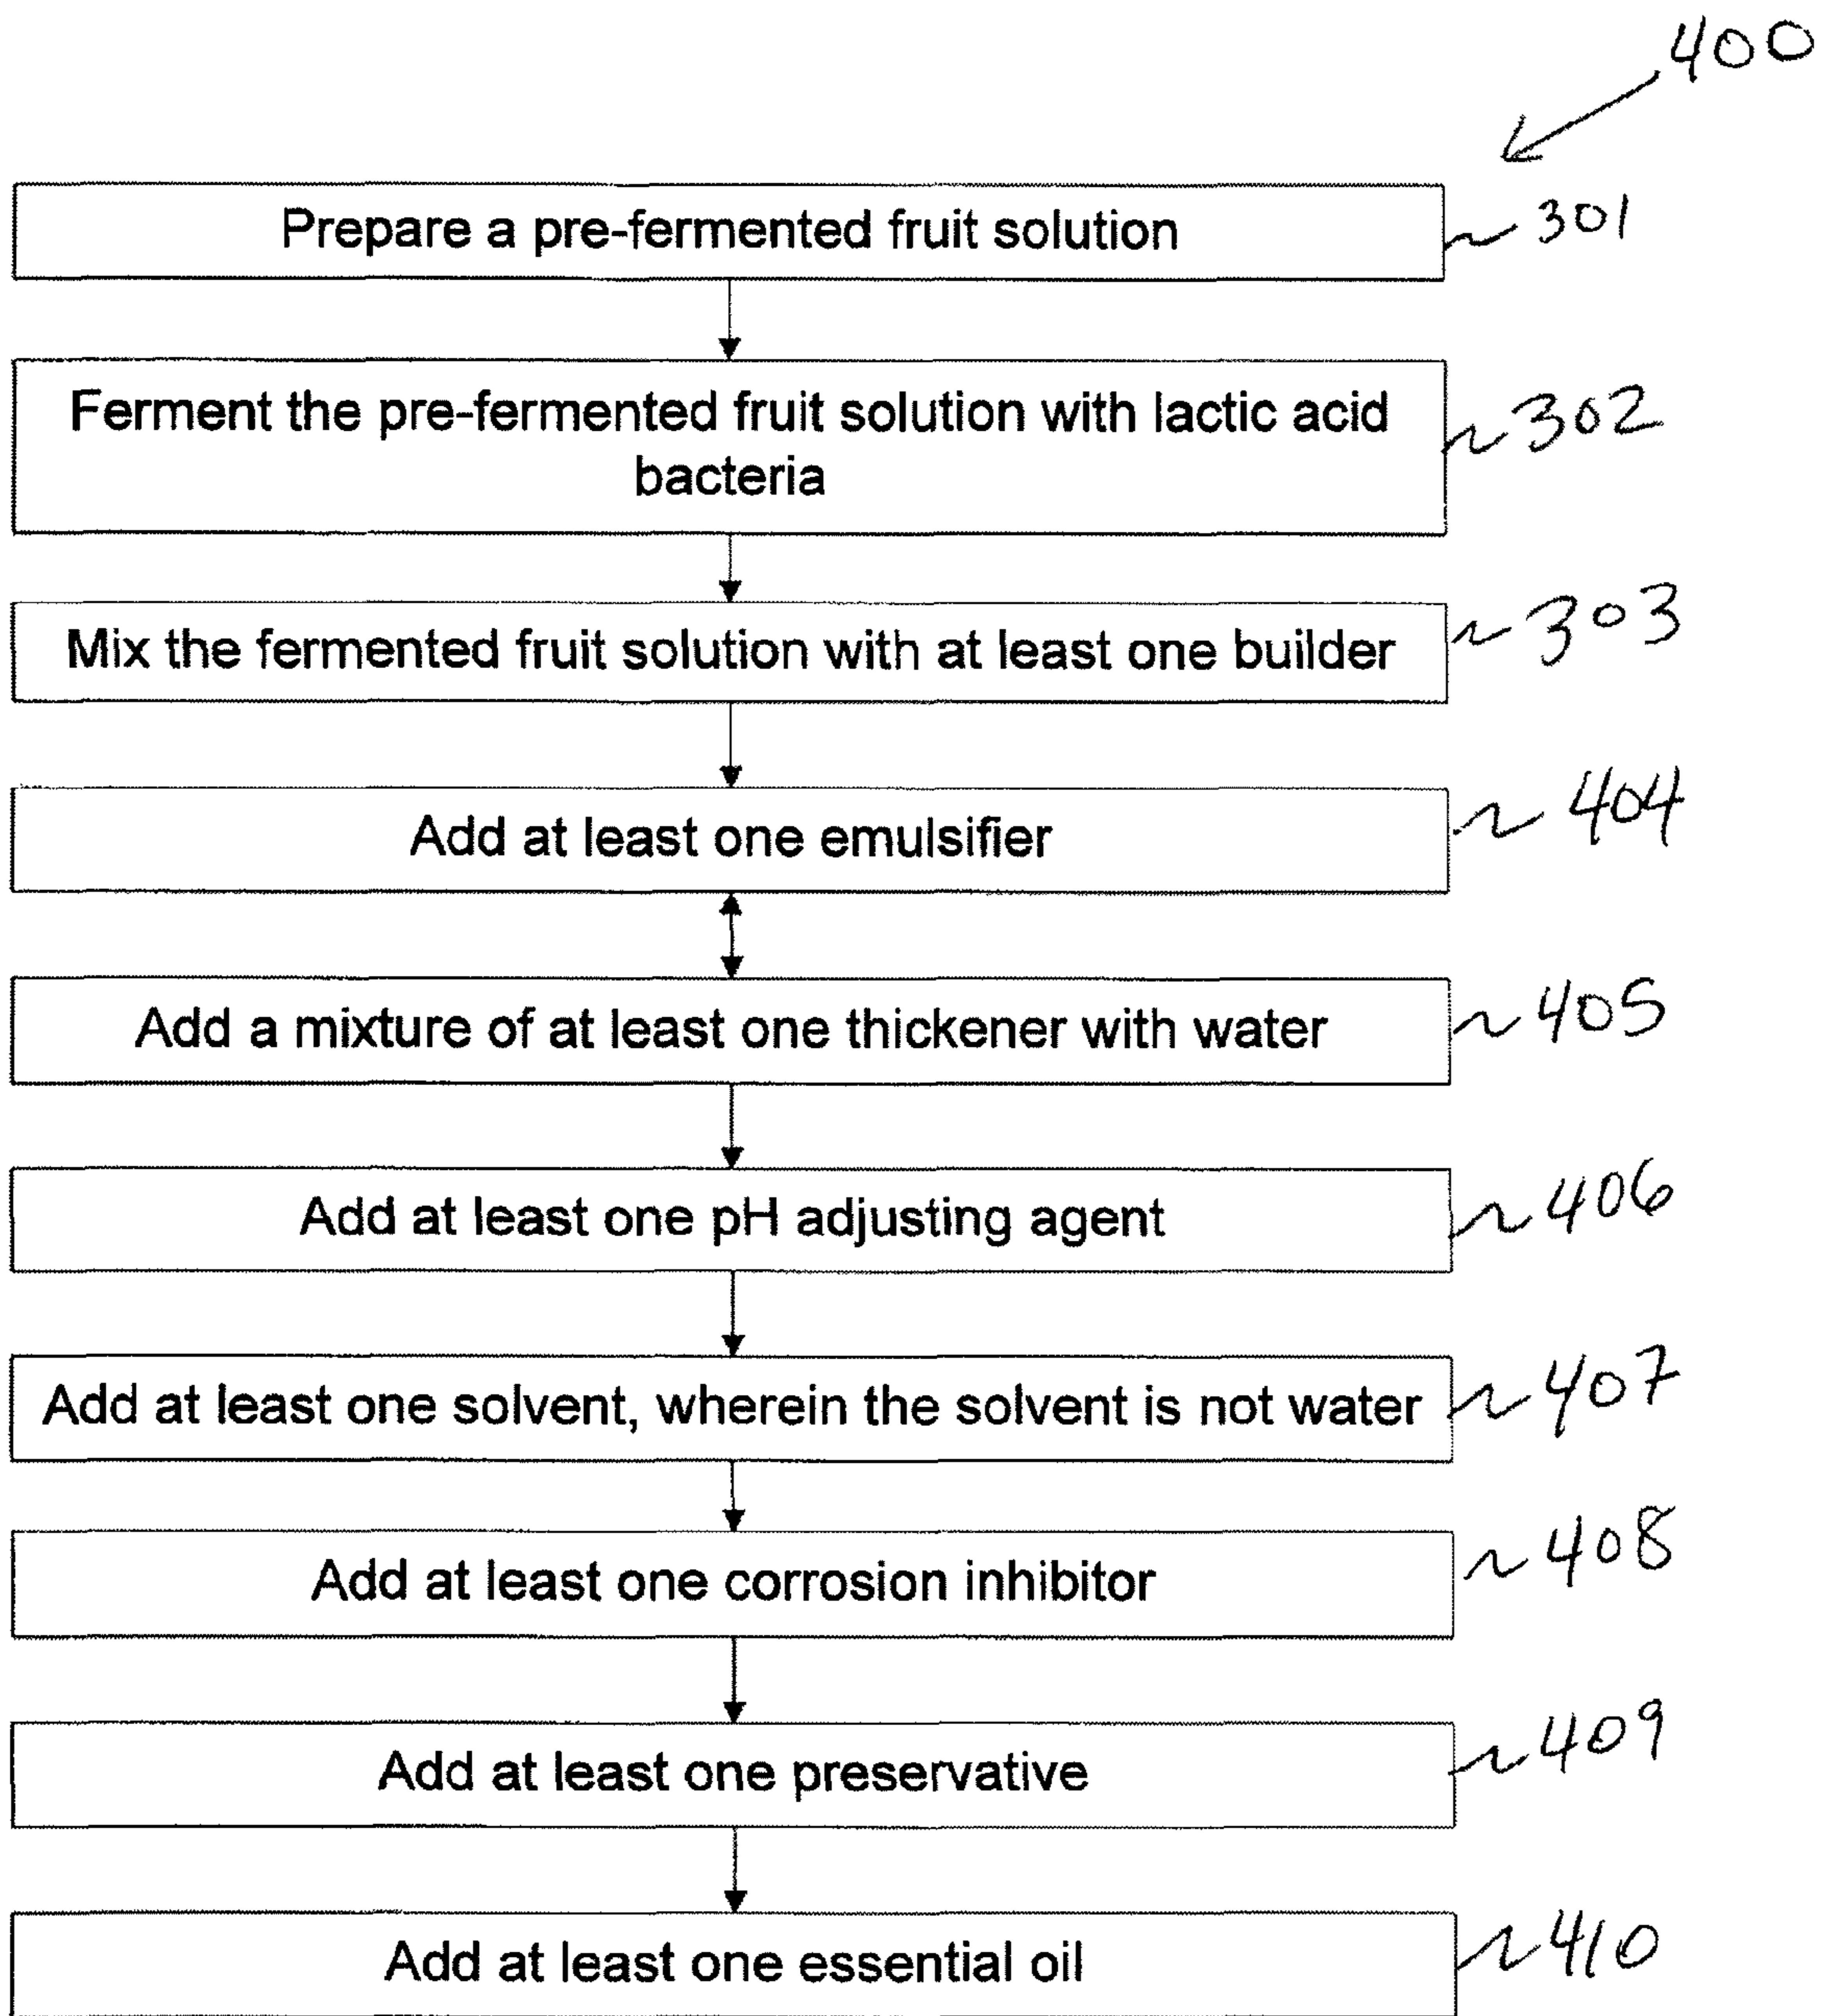 400
Prepare a pre-fermented fruit solution
301
Ferment the pre-fermented fruit solution with lactic acid
bacteria
302
Mix the fermented fruit solution with at least one builder
303
Add at least one emulsifier
404
Add a mixture of at least one thickener with water
405
Add at least one pH adjusting agent
406
Add at least one solvent, wherein the solvent is not water
407
Add at least one corrosion inhibitor
408
Add at least one preservative
409
Add at least one essential oil
410